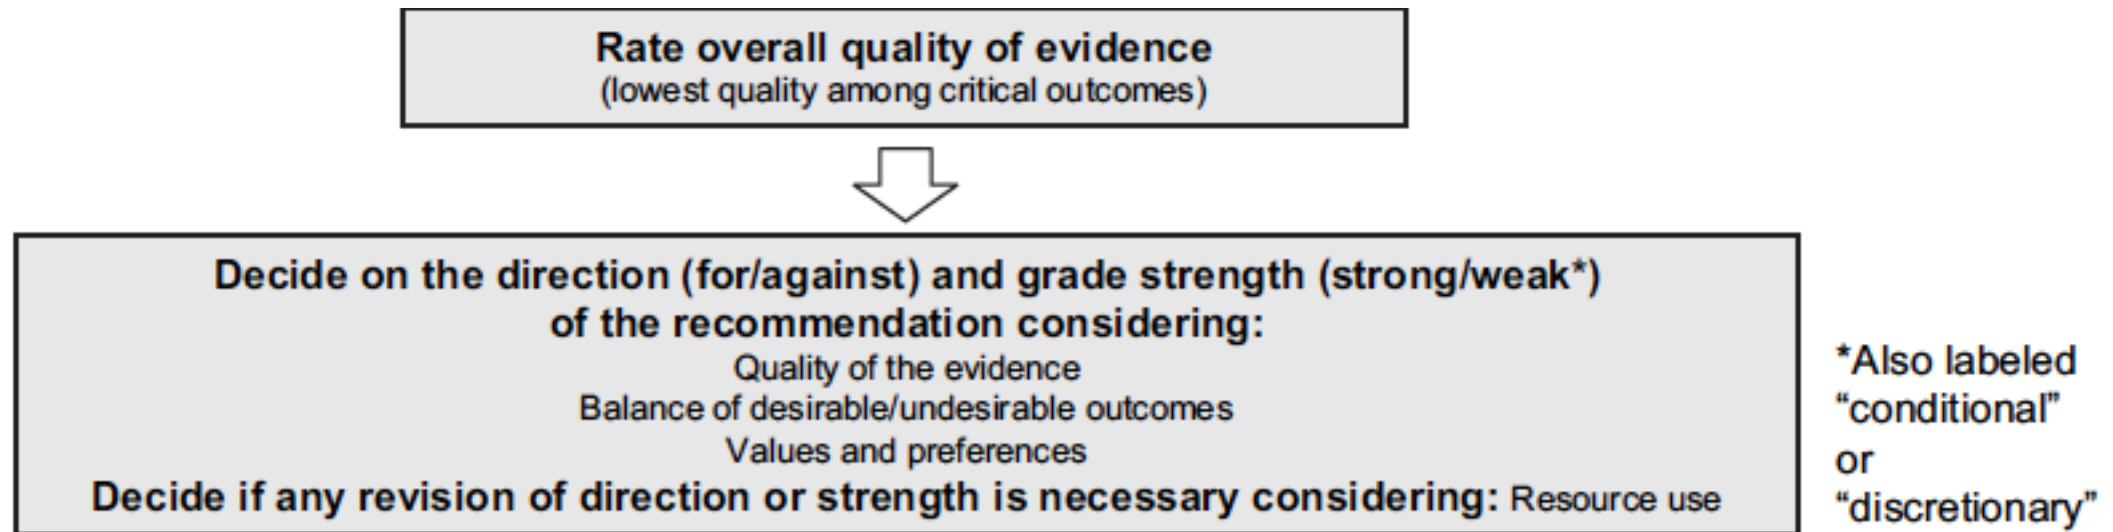 Rate overall quality of evidence
(lowest quality among critical outcomes)
Decide on the direction (for/against) and grade strength (strong/weak*)
of the recommendation considering:
Quality of the evidence
Balance of desirable/undesirable outcomes
Values and preferences
Decide if any revision of direction or strength is necessary considering: Resource use
*Also labeled
“conditional”
or
“discretionary”